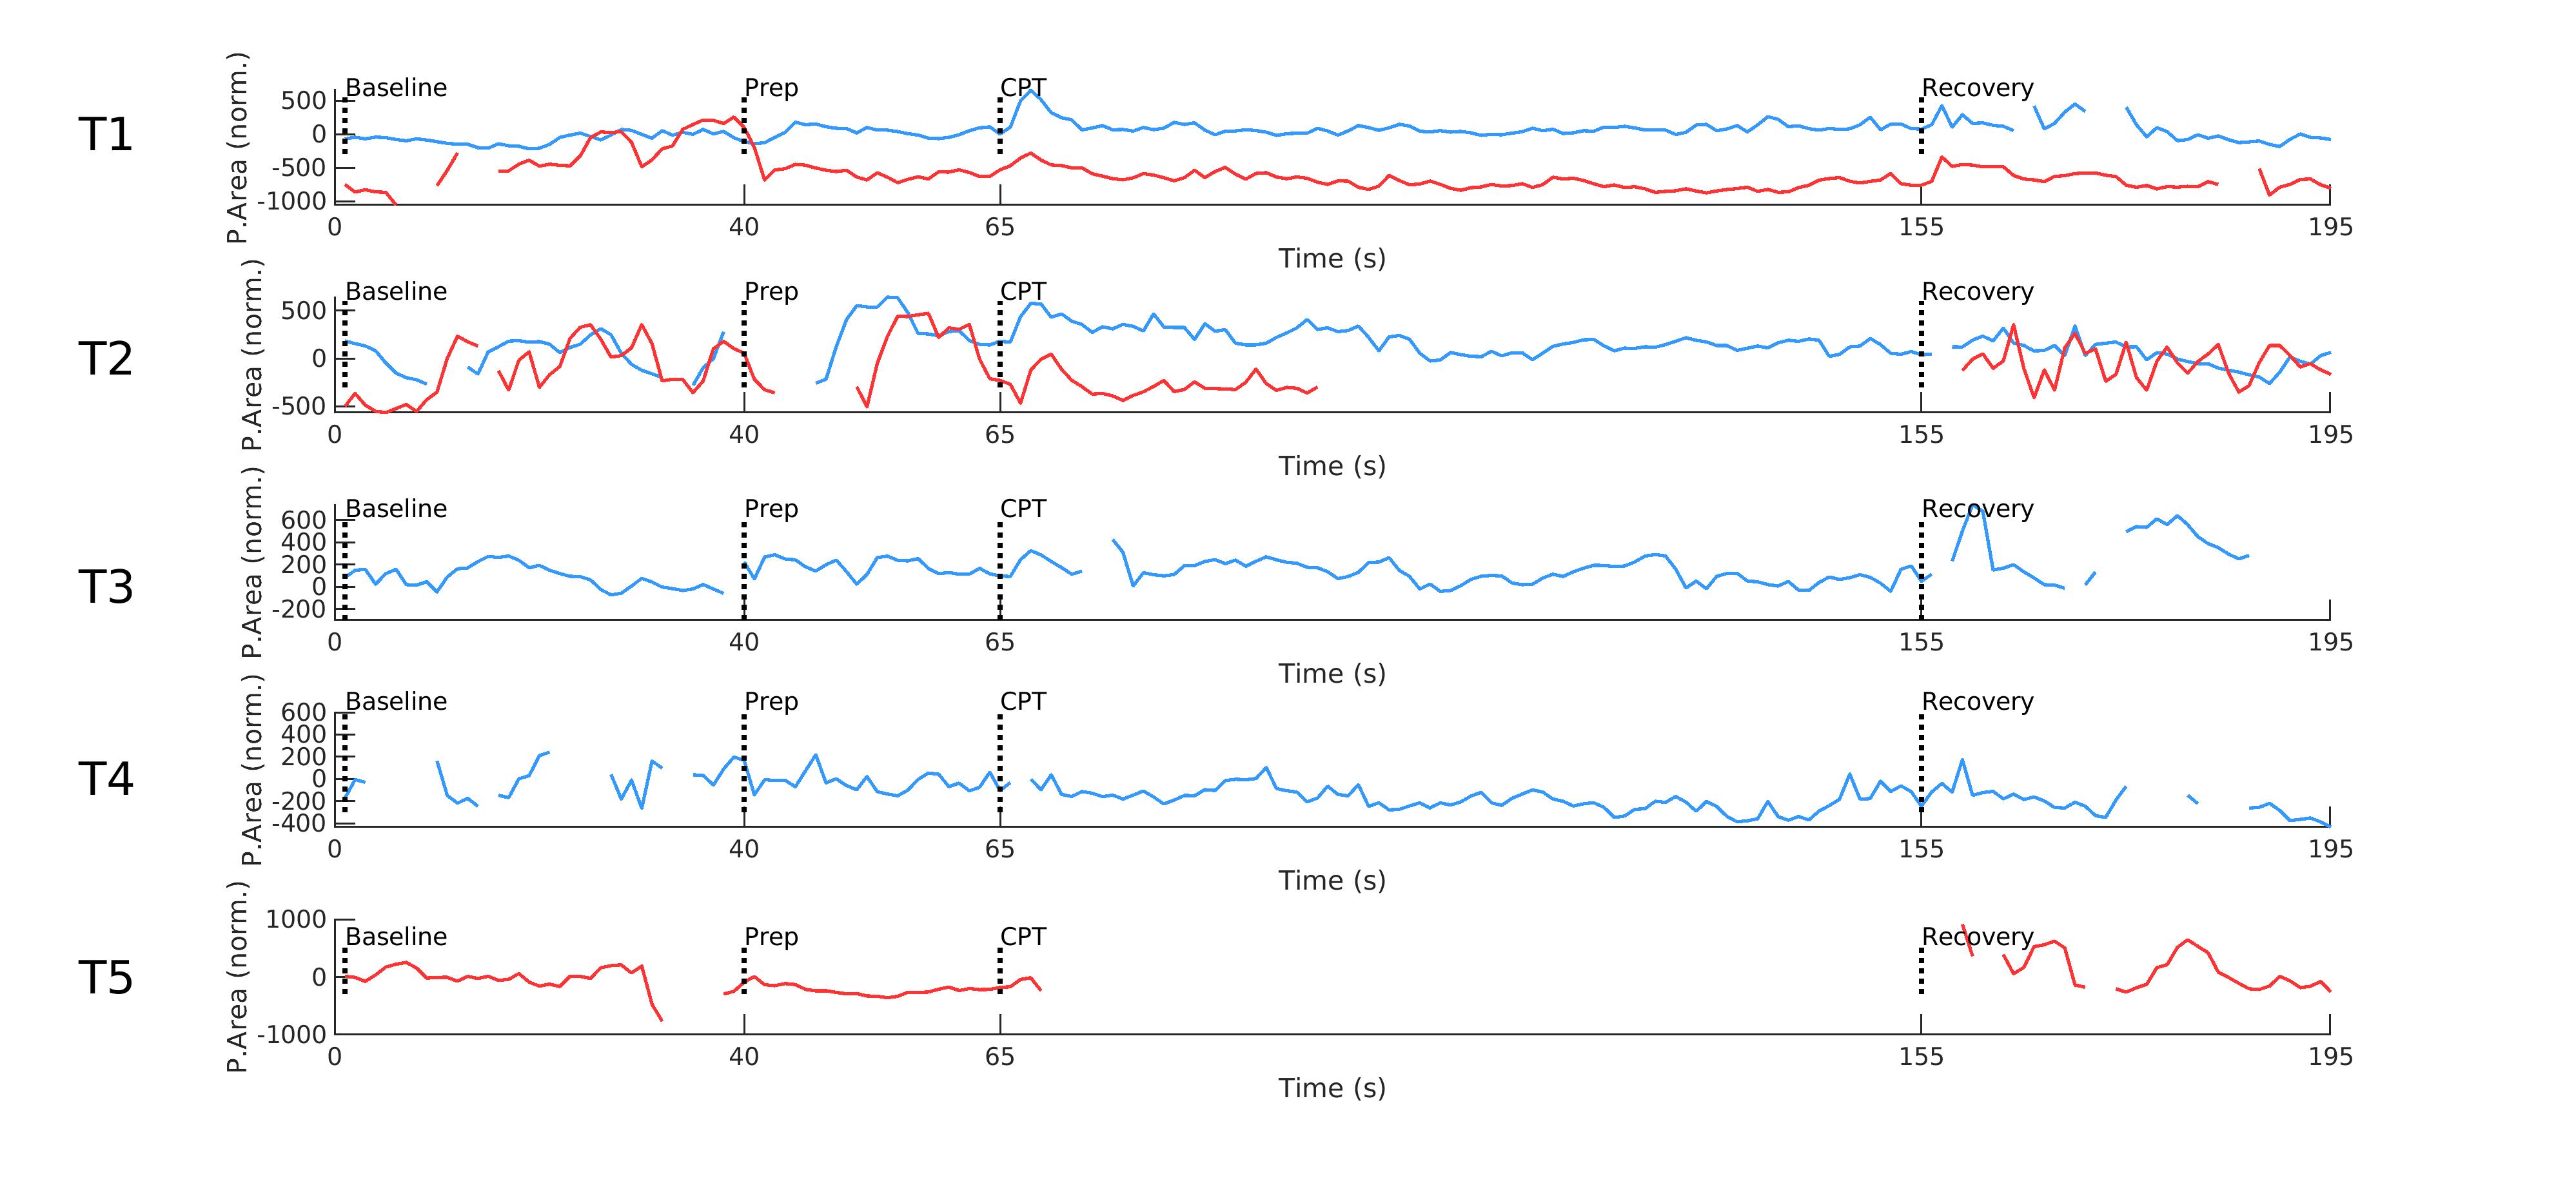 T1
P.Area (norm.)
500
0
-500
-1000
Baseline
Prep
CPT
Recovery
0 40 65 155 195
Time (s)
T2
P.Area (norm.)
500
0
-500
Baseline
Prep
CPT
Recovery
0 40 65 155 195
Time (s)
T3
P.Area (norm.)
600
400
200
0
-200
Baseline
Prep
CPT
Recovery
0 40 65 155 195
Time (s)
T4
P.Area (norm.)
600
400
200
0
-200
-400
Baseline
Prep
CPT
Recovery
0 40 65 155 195
Time (s)
T5
P.Area (norm.)
1000
0
-1000
Baseline
Prep
CPT
Recovery
0 40 65 155 195
Time (s)